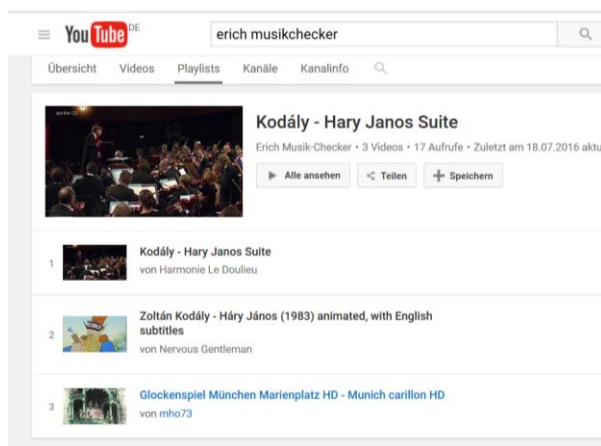 YouTube DE
erich musikchecker
Übersicht Videos Playlists Kanäle Kanalinfo
Kodály - Hary Janos Suite
Erich Musik-Checker • 3 Videos • 17 Aufrufe • Zuletzt am 18.07.2016 aktu
Alle ansehen Teilen Speichern
1 Kodály - Hary Janos Suite
von Harmonie Le Doulieu
Zoltán Kodály - Háry János (1983) animated, with English
2 subtitles
von Nervous Gentleman
Glockenspiel München Marienplatz HD - Munich carillon HD
3 von mho73